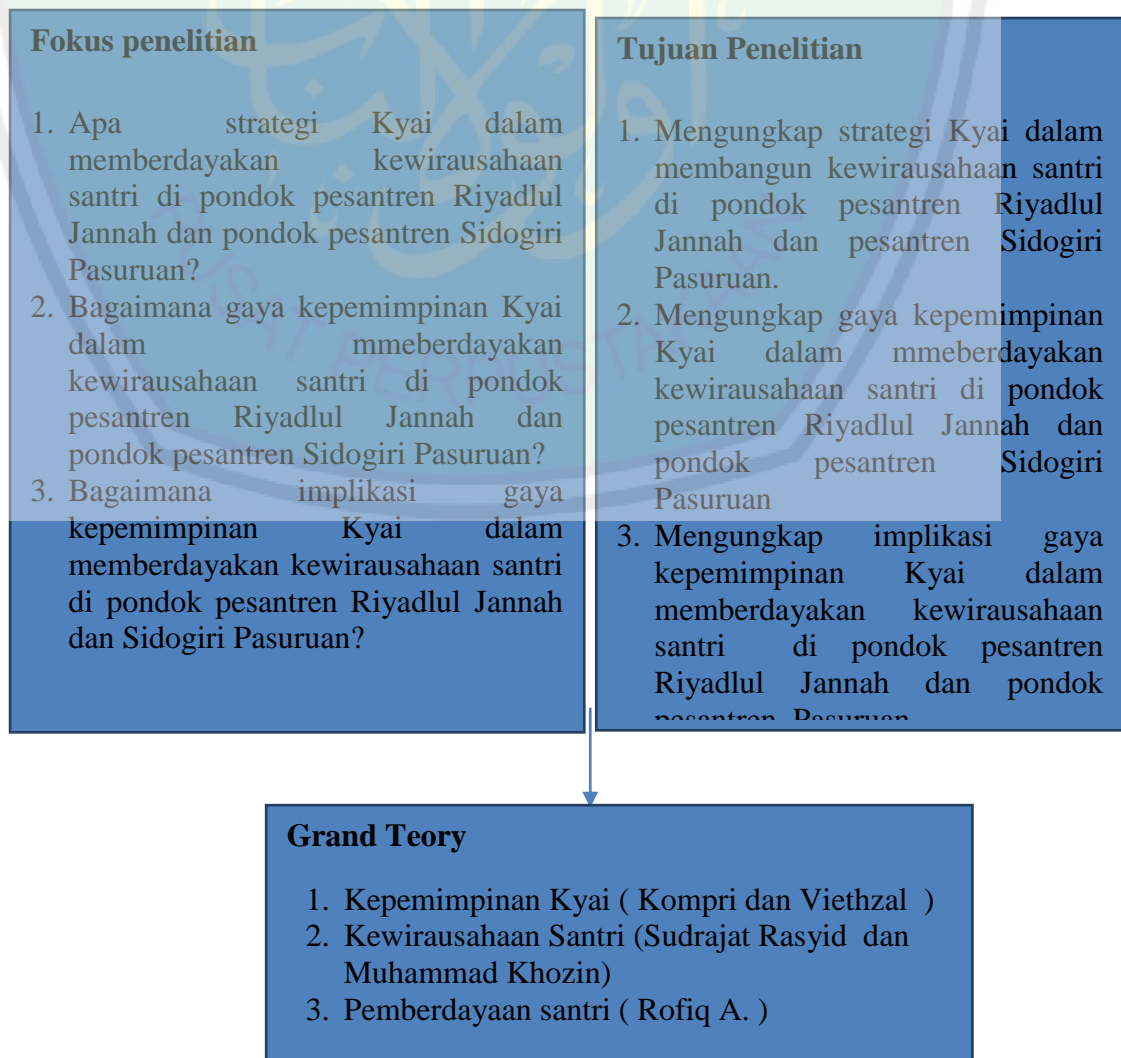 Fokus penelitian
1. Apa strategi Kyai dalam
memberdayakan kewirausahaan
santri di pondok pesantren Riyadlul
Jannah dan pondok pesantren Sidogiri
Pasuruan?
2. Bagaimana gaya kepemimpinan Kyai
dalam mmeberdayakan
kewirausahaan santri di pondok
pesantren Riyadlul Jannah dan
pondok pesantren Sidogiri Pasuruan?
3. Bagaimana implikasi gaya
kepemimpinan Kyai dalam
memberdayakan kewirausahaan santri
di pondok pesantren Riyadlul Jannah
dan Sidogiri Pasuruan?
Tujuan Penelitian
1. Mengungkap strategi Kyai dalam
membangun kewirausahaan santri
di pondok pesantren Riyadlul
Jannah dan pesantren Sidogiri
Pasuruan.
2. Mengungkap gaya kepemimpinan
Kyai dalam mmeberdayakan
kewirausahaan santri di pondok
pesantren Riyadlul Jannah dan
pondok pesantren Sidogiri
Pasuruan
3. Mengungkap implikasi gaya
kepemimpinan Kyai dalam
memberdayakan kewirausahaan
santri di pondok pesantren
Riyadlul Jannah dan pondok
pesantren Pasuruan
Grand Teory
1. Kepemimpinan Kyai ( Kompri dan Viethzal )
2. Kewirausahaan Santri (Sudrajat Rasyid dan
Muhammad Khozin)
3. Pemberdayaan santri ( Rofiq A. )